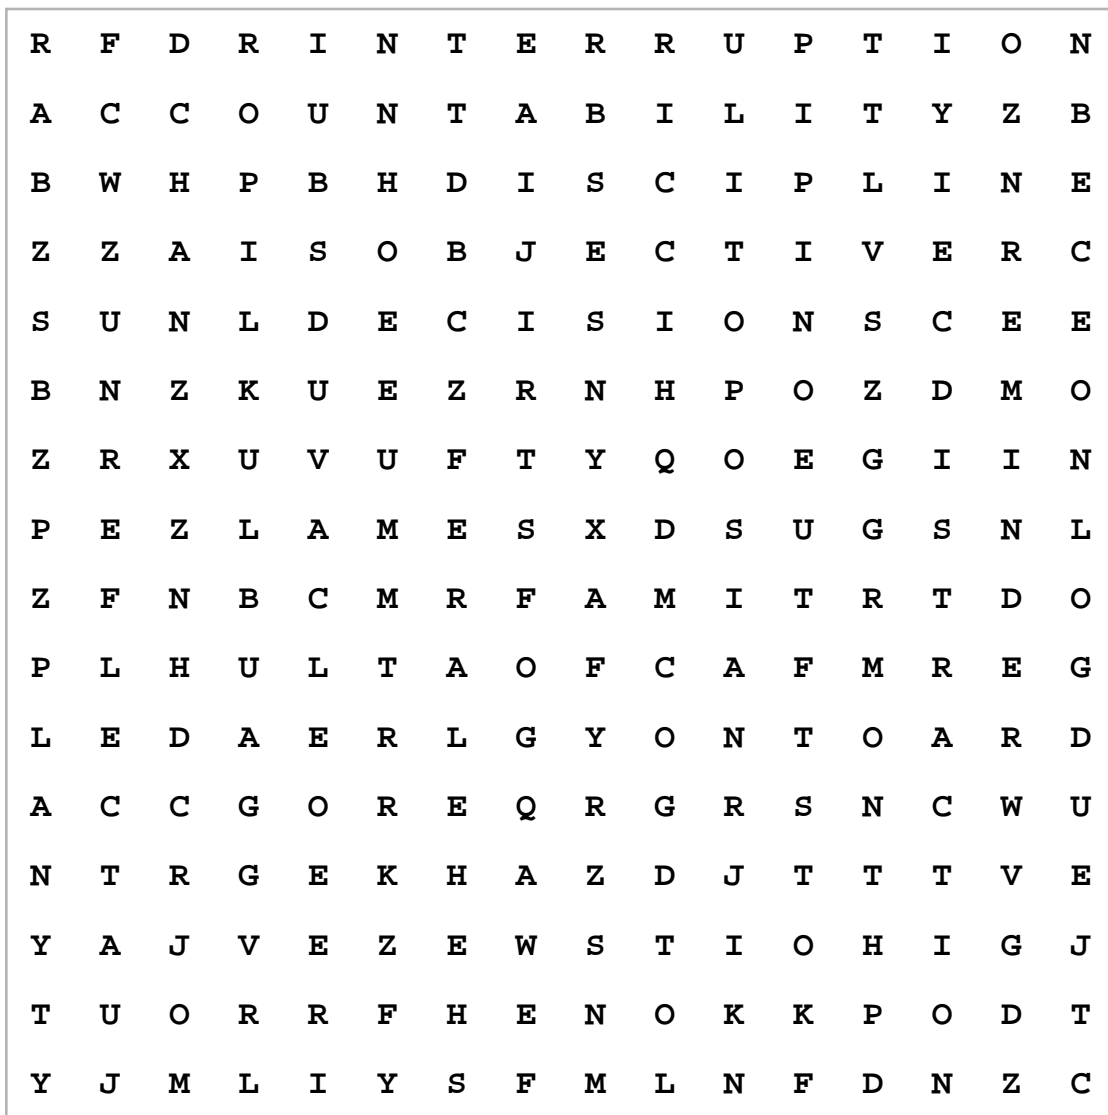 R F D R I N T E R R U P T I O N
A C C O U N T A B I L I T Y Z B
B W H P B H D I S C I P L I N E
Z Z A I S O B J E C T I V E R C
S U N L D E C I S I O N S C E E
B N Z K U E Z R N H P O Z D M O
Z R X U V U F T Y Q O E G I I N
P E Z L A M E S X D S U G S N L
Z F N B C M R F A M I T R T D O
P L H U L T A O F C A F M R E G
L E D A E R L G Y O N T O A R D
A C C G O R E Q R G R S N C W U
N T R G E K H A Z D J T T T V E
Y A J V E Z E W S T I O H I G J
T U O R R F H E N O K K P O D T
Y J M L I Y S F M L N F D N Z C